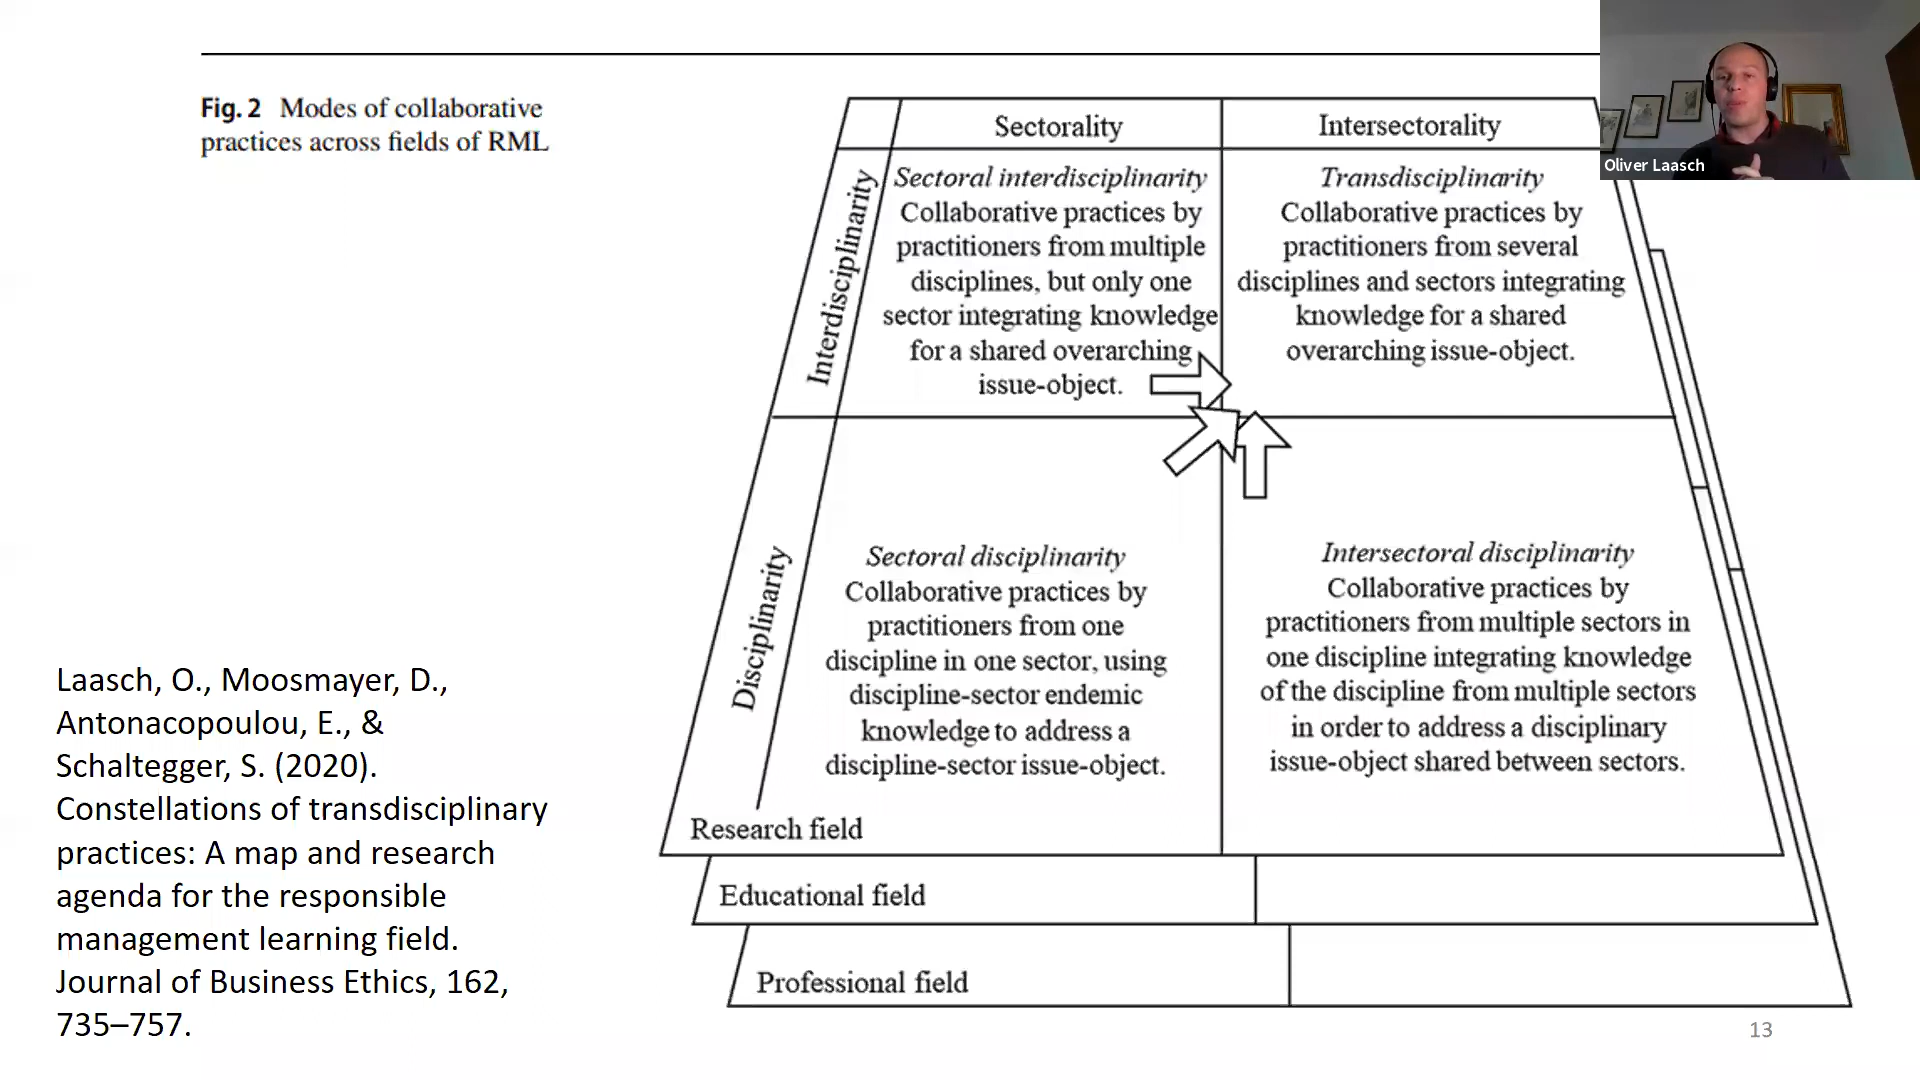 Fig. 2 Modes of collaborative
practices across fields of RML
Oliver Laasch
Sectorality
Intersectorality
Interdisciplinarity
Sectoral interdisciplinarity
Collaborative practices by
practitioners from multiple
disciplines, but only one
sector integrating knowledge
for a shared overarching
issue-object.
Transdisciplinarity
Collaborative practices by
practitioners from several
disciplines and sectors integrating
knowledge for a shared
overarching issue-object.
Disciplinarity
Sectoral disciplinarity
Collaborative practices by
practitioners from one
discipline in one sector, using
discipline-sector endemic
knowledge to address a
discipline-sector issue-object.
Intersectoral disciplinarity
Collaborative practices by
practitioners from multiple sectors in
one discipline integrating knowledge
of the discipline from multiple sectors
in order to address a disciplinary
issue-object shared between sectors.
Research field
Educational field
Professional field
Laasch, O., Moosmayer, D.,
Antonacopoulou, E., &
Schaltegger, S. (2020).
Constellations of transdisciplinary
practices: A map and research
agenda for the responsible
management learning field.
Journal of Business Ethics, 162,
735–757.
13